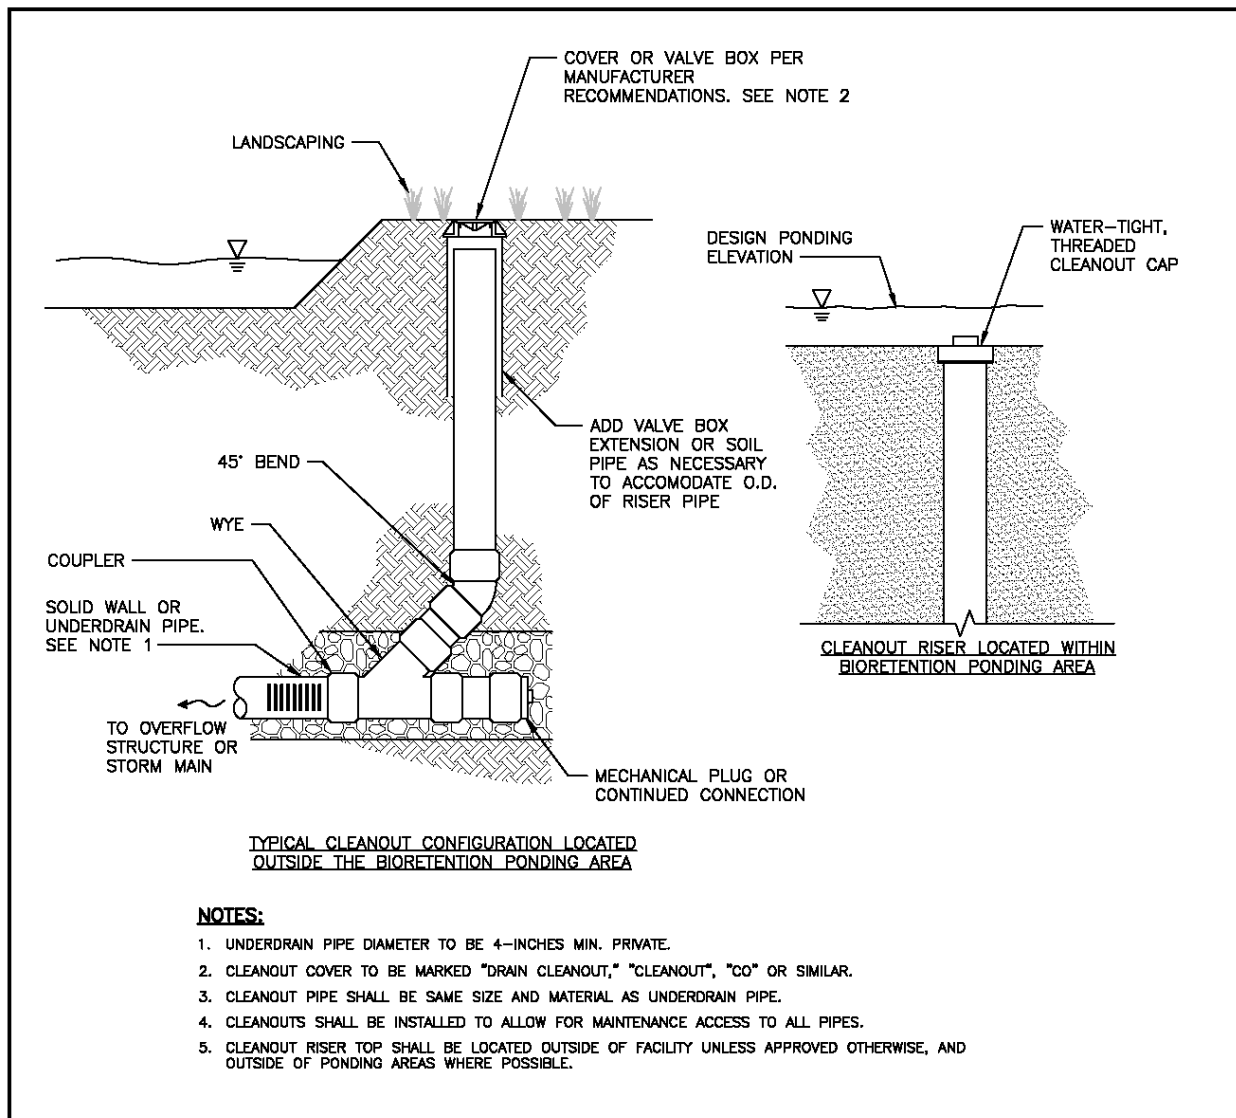 COVER OR VALVE BOX PER
MANUFACTURER
RECOMMENDATIONS. SEE NOTE 2
LANDSCAPING
DESIGN PONDING
ELEVATION
WATER-TIGHT,
THREADED
CLEANOUT CAP
ADD VALVE BOX
EXTENSION OR SOIL
PIPE AS NECESSARY
TO ACCOMODATE O.D.
OF RISER PIPE
45° BEND
WYE
COUPLER
SOLID WALL OR
UNDERDRAIN PIPE.
SEE NOTE 1
TO OVERFLOW
STRUCTURE OR
STORM MAIN
MECHANICAL PLUG OR
CONTINUED CONNECTION
CLEANOUT RISER LOCATED WITHIN
BIORETENTION PONDING AREA
TYPICAL CLEANOUT CONFIGURATION LOCATED
OUTSIDE THE BIORETENTION PONDING AREA
NOTES:
1. UNDERDRAIN PIPE DIAMETER TO BE 4-INCHES MIN. PRIVATE.
2. CLEANOUT COVER TO BE MARKED "DRAIN CLEANOUT," "CLEANOUT", "CO" OR SIMILAR.
3. CLEANOUT PIPE SHALL BE SAME SIZE AND MATERIAL AS UNDERDRAIN PIPE.
4. CLEANOUTS SHALL BE INSTALLED TO ALLOW FOR MAINTENANCE ACCESS TO ALL PIPES.
5. CLEANOUT RISER TOP SHALL BE LOCATED OUTSIDE OF FACILITY UNLESS APPROVED OTHERWISE, AND
OUTSIDE OF PONDING AREAS WHERE POSSIBLE.